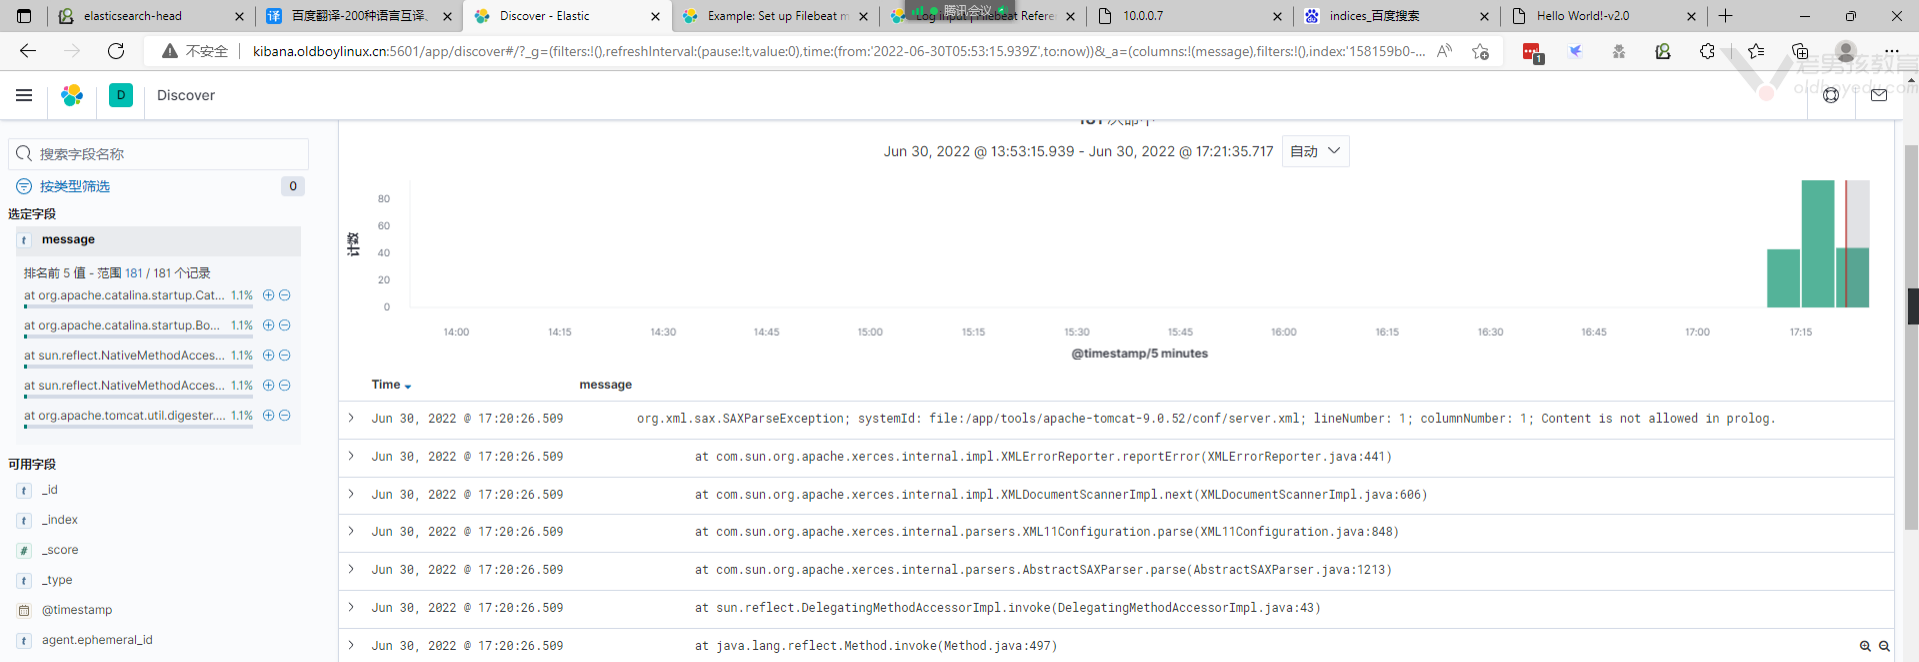 elasticsearch-head
百度翻译-200种语言互译、
Discover - Elastic
Example: Set up Filebeat m
Log input | Filebeat Refere
腾讯会议
10.0.0.7
indices_百度搜索
Hello World!-v2.0
不安全
kibana.oldboylinux.cn:5601/app/discover#/?_g=(filters:!(),refreshInterval:(pause:!t,value:0),time:(from:'2022-06-30T05:53:15.939Z',to:now))&_a=(columns:!(message),filters:!(),index:'158159b0-...
1
老男孩教育
oldboyedu.com
D
Discover
搜索字段名称
按类型筛选
0
选定字段
t message
排名前 5 值 - 范围 181 / 181 个记录
at org.apache.catalina.startup.Cat... 1.1%
at org.apache.catalina.startup.Bo... 1.1%
at sun.reflect.NativeMethodAcces... 1.1%
at sun.reflect.NativeMethodAcces... 1.1%
at org.apache.tomcat.util.digester.... 1.1%
可用字段
t _id
t _index
# _score
t _type
@timestamp
t agent.ephemeral_id
181 次命中
Jun 30, 2022 @ 13:53:15.939 - Jun 30, 2022 @ 17:21:35.717
自动
计数
80
60
40
20
0
14:00 14:15 14:30 14:45 15:00 15:15 15:30 15:45 16:00 16:15 16:30 16:45 17:00 17:15
@timestamp/5 minutes
Time message
Jun 30, 2022 @ 17:20:26.509 org.xml.sax.SAXParseException; systemId: file:/app/tools/apache-tomcat-9.0.52/conf/server.xml; lineNumber: 1; columnNumber: 1; Content is not allowed in prolog.
Jun 30, 2022 @ 17:20:26.509 at com.sun.org.apache.xerces.internal.impl.XMLErrorReporter.reportError(XMLErrorReporter.java:441)
Jun 30, 2022 @ 17:20:26.509 at com.sun.org.apache.xerces.internal.impl.XMLDocumentScannerImpl.next(XMLDocumentScannerImpl.java:606)
Jun 30, 2022 @ 17:20:26.509 at com.sun.org.apache.xerces.internal.parsers.XML11Configuration.parse(XML11Configuration.java:848)
Jun 30, 2022 @ 17:20:26.509 at com.sun.org.apache.xerces.internal.parsers.AbstractSAXParser.parse(AbstractSAXParser.java:1213)
Jun 30, 2022 @ 17:20:26.509 at sun.reflect.DelegatingMethodAccessorImpl.invoke(DelegatingMethodAccessorImpl.java:43)
Jun 30, 2022 @ 17:20:26.509 at java.lang.reflect.Method.invoke(Method.java:497)